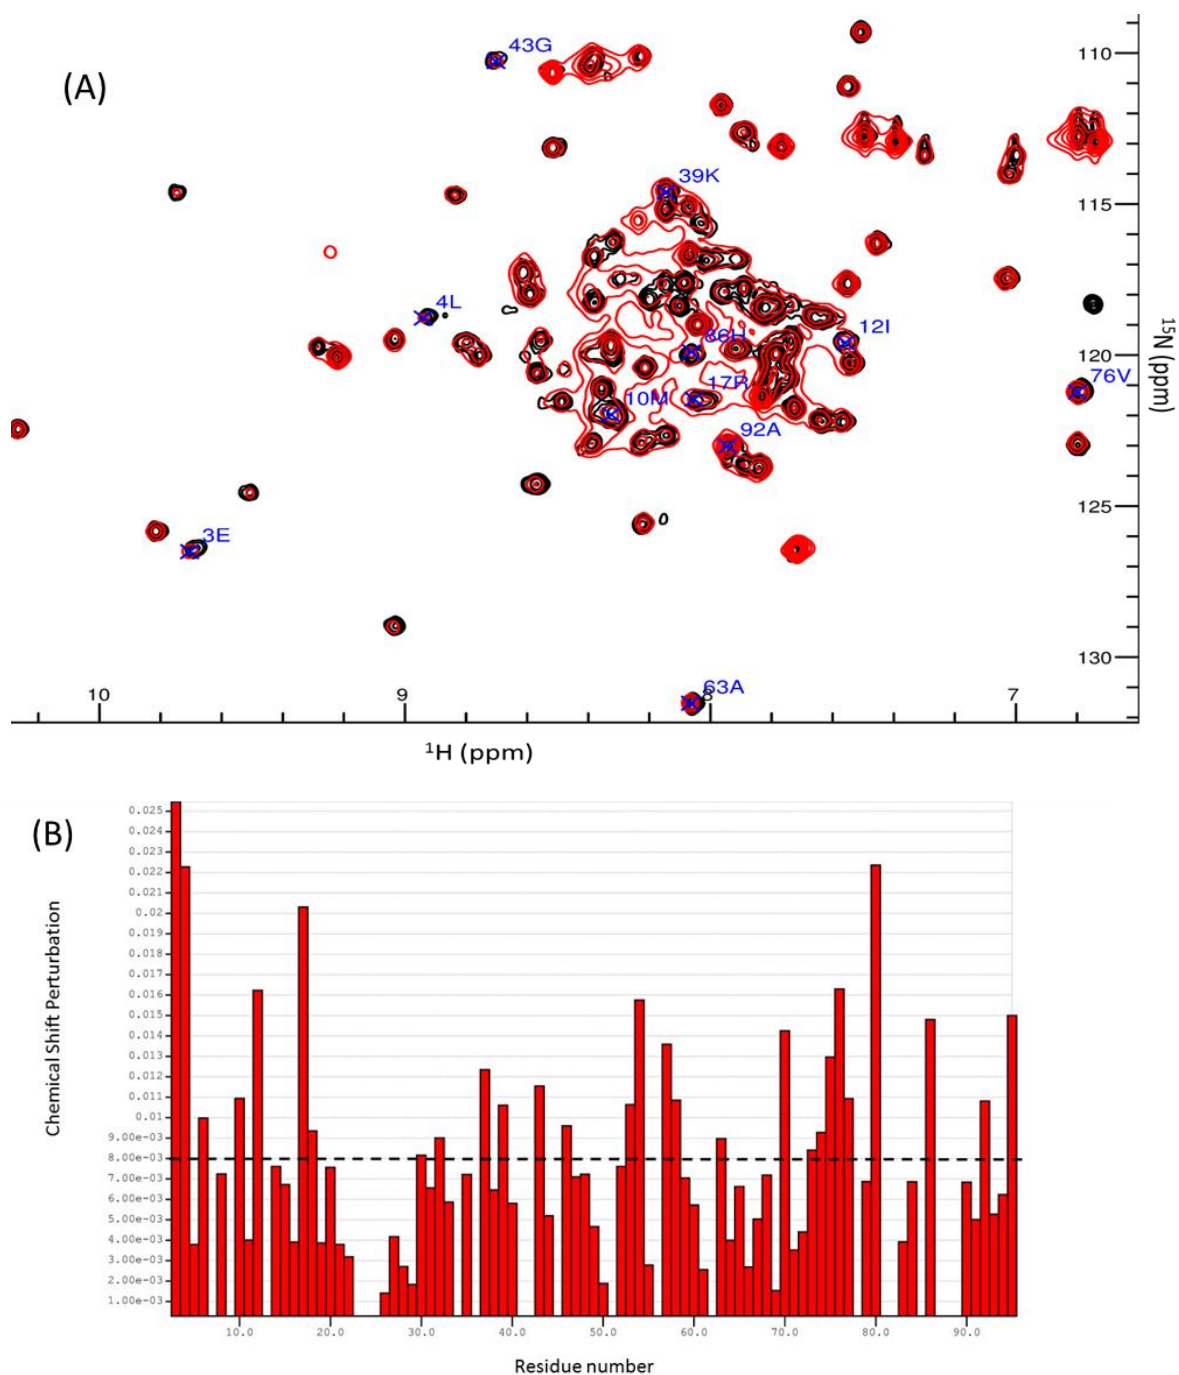 (A)
43G
110
39K
115
4L
12I
86H
120
76V
17R
10M
92A
125
3E
130
63A
10
9
8
7
¹H (ppm)
¹⁵N (ppm)
(B)
0.025
0.024
0.023
0.022
0.021
0.02
0.019
0.018
0.017
0.016
0.015
0.014
0.013
0.012
0.011
0.01
9.00e-03
8.00e-03
7.00e-03
6.00e-03
5.00e-03
4.00e-03
3.00e-03
2.00e-03
1.00e-03
Chemical Shift Perturbation
10.0 20.0 30.0 40.0 50.0 60.0 70.0 80.0 90.0
Residue number